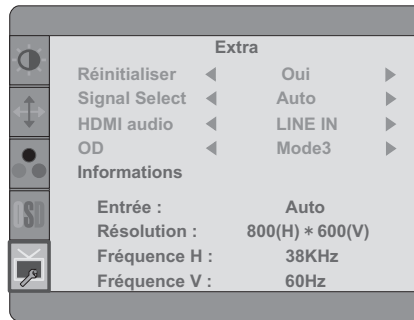 Extra
Réinitialiser Oui
Signal Select Auto
HDMI audio LINE IN
OD Mode3
Informations
Entrée : Auto
Résolution : 800(H) * 600(V)
Fréquence H : 38KHz
Fréquence V : 60Hz
OSD